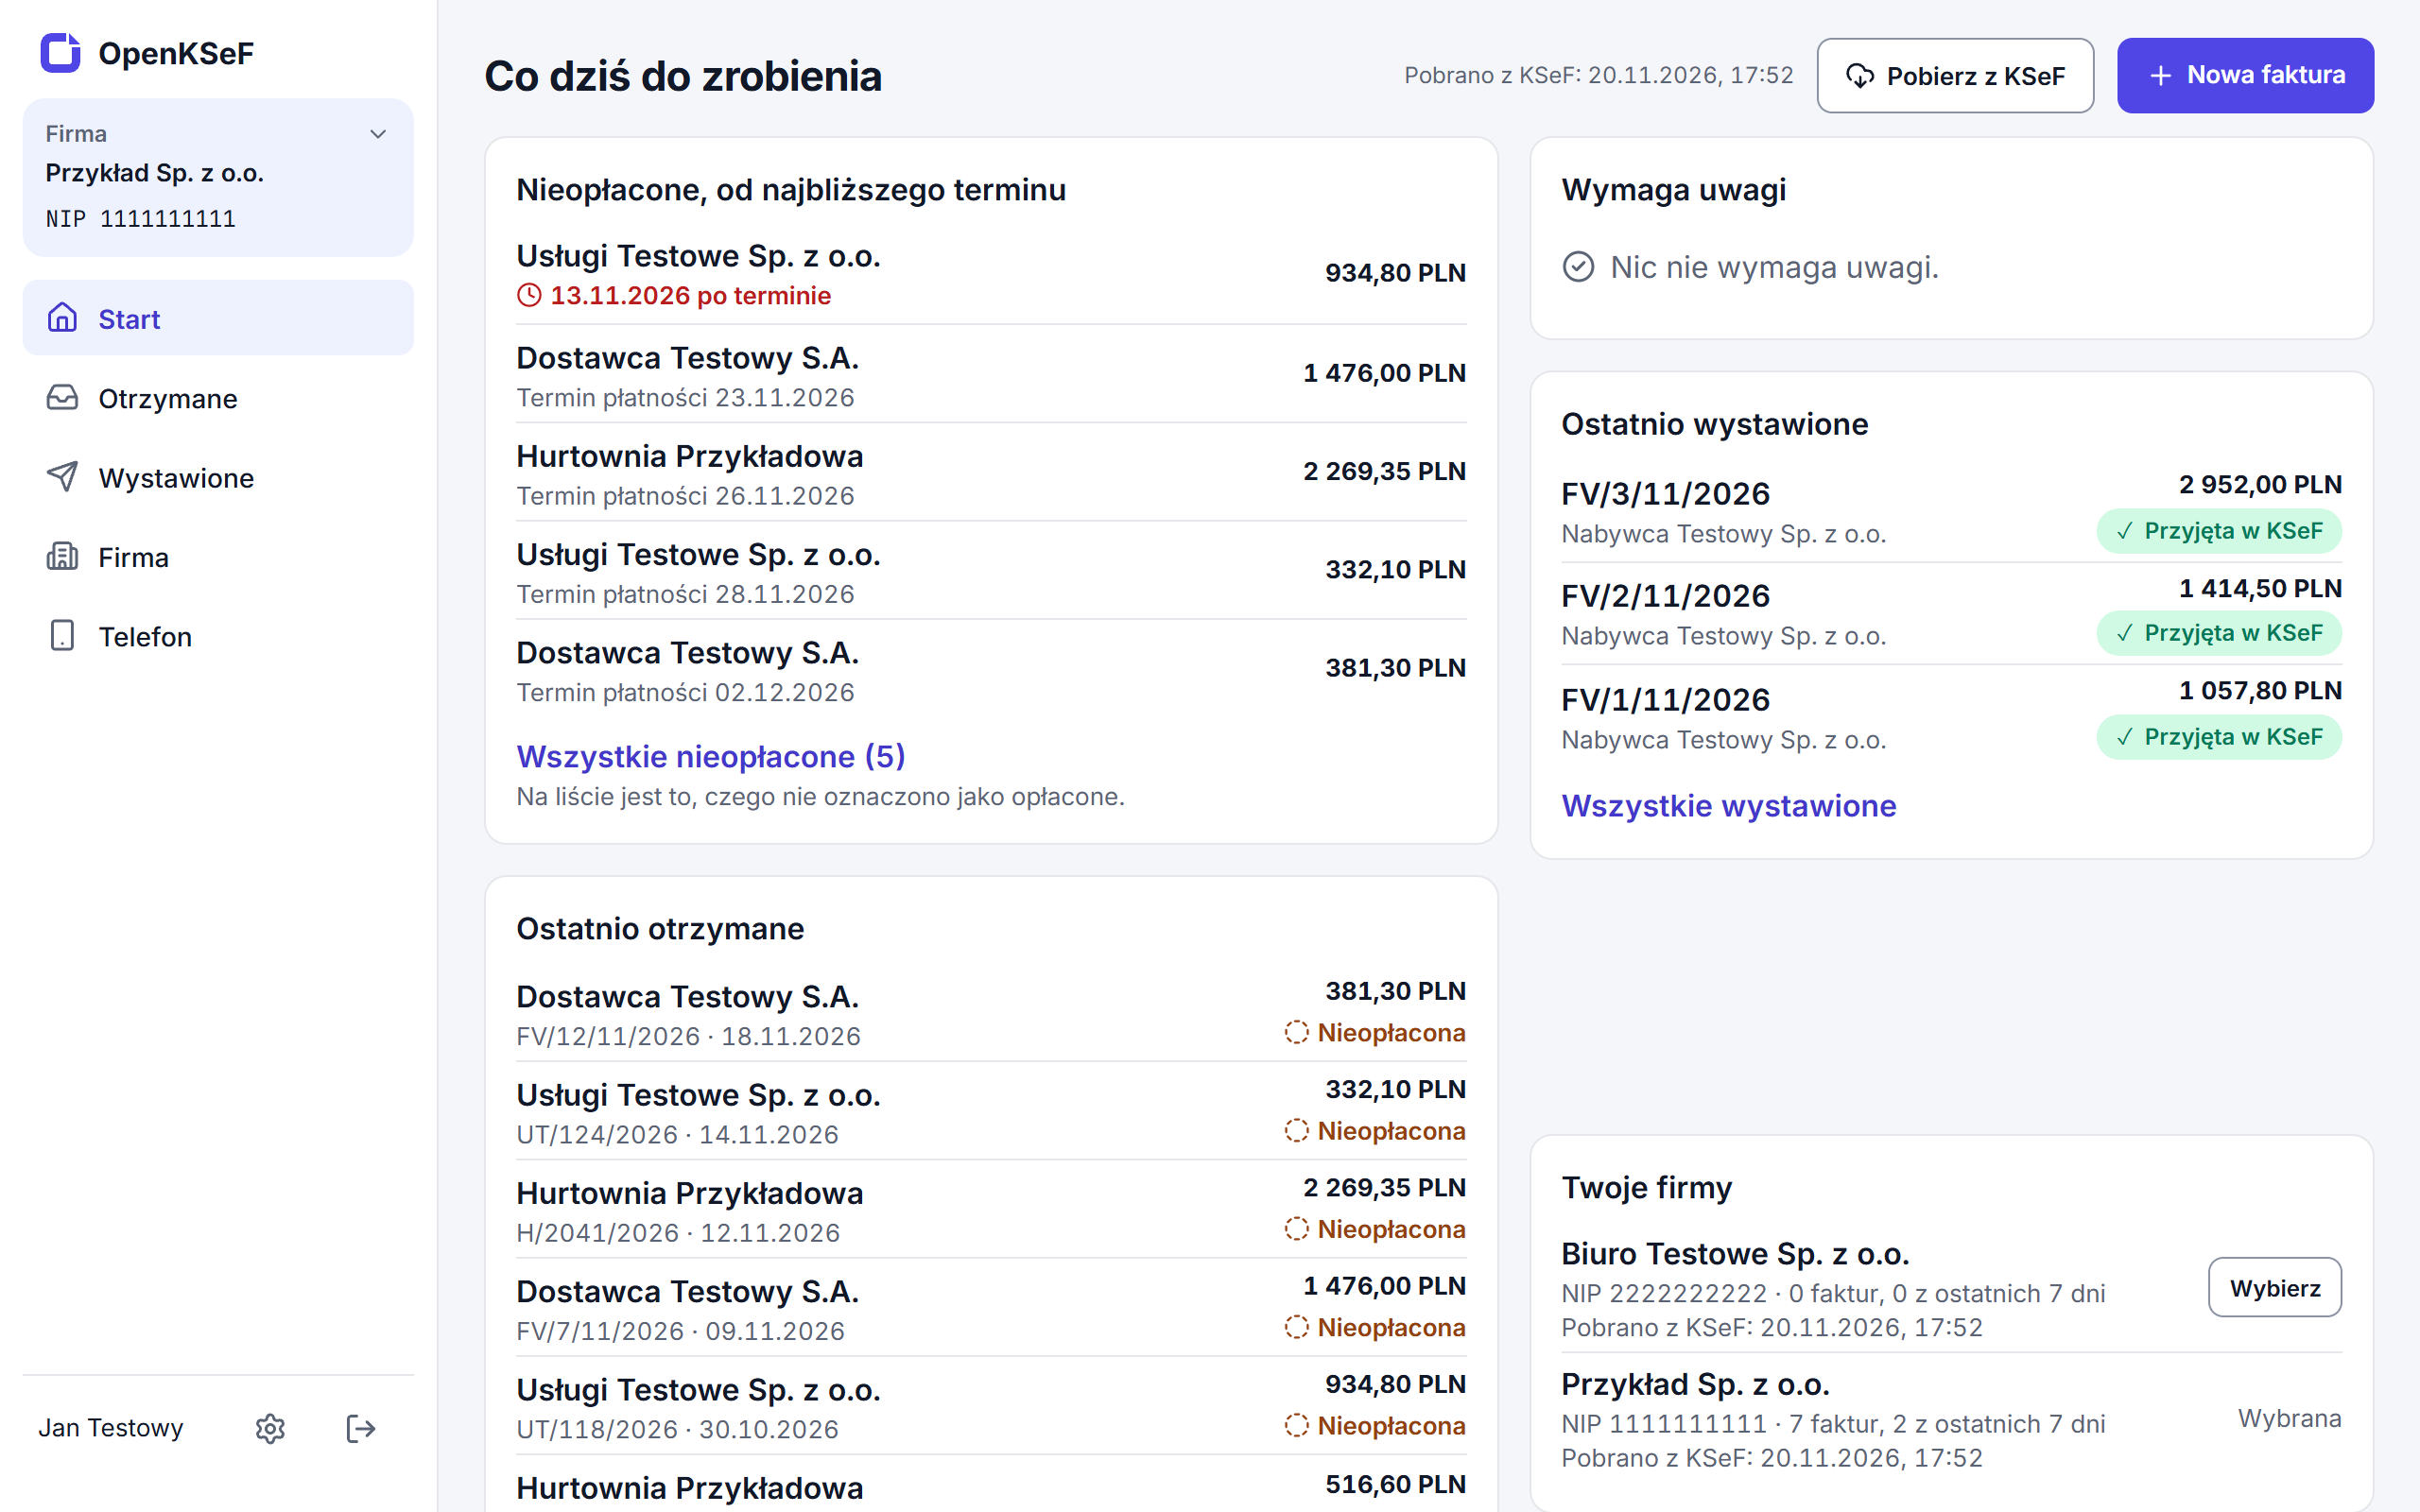 OpenKSeF
Firma
Przykład Sp. z o.o.
NIP 1111111111
Start
Otrzymane
Wystawione
Firma
Telefon
Jan Testowy
Co dziś do zrobienia
Pobrano z KSeF: 20.11.2026, 17:52
Pobierz z KSeF
Nowa faktura
Nieopłacone, od najbliższego terminu
Usługi Testowe Sp. z o.o.
934,80 PLN
13.11.2026 po terminie
Dostawca Testowy S.A.
1 476,00 PLN
Termin płatności 23.11.2026
Hurtownia Przykładowa
2 269,35 PLN
Termin płatności 26.11.2026
Usługi Testowe Sp. z o.o.
332,10 PLN
Termin płatności 28.11.2026
Dostawca Testowy S.A.
381,30 PLN
Termin płatności 02.12.2026
Wszystkie nieopłacone (5)
Na liście jest to, czego nie oznaczono jako opłacone.
Ostatnio otrzymane
Dostawca Testowy S.A.
381,30 PLN
FV/12/11/2026 · 18.11.2026
Nieopłacona
Usługi Testowe Sp. z o.o.
332,10 PLN
UT/124/2026 · 14.11.2026
Nieopłacona
Hurtownia Przykładowa
2 269,35 PLN
H/2041/2026 · 12.11.2026
Nieopłacona
Dostawca Testowy S.A.
1 476,00 PLN
FV/7/11/2026 · 09.11.2026
Nieopłacona
Usługi Testowe Sp. z o.o.
934,80 PLN
UT/118/2026 · 30.10.2026
Nieopłacona
Hurtownia Przykładowa
516,60 PLN
Wymaga uwagi
Nic nie wymaga uwagi.
Ostatnio wystawione
FV/3/11/2026
2 952,00 PLN
Nabywca Testowy Sp. z o.o.
✓ Przyjęta w KSeF
FV/2/11/2026
1 414,50 PLN
Nabywca Testowy Sp. z o.o.
✓ Przyjęta w KSeF
FV/1/11/2026
1 057,80 PLN
Nabywca Testowy Sp. z o.o.
✓ Przyjęta w KSeF
Wszystkie wystawione
Twoje firmy
Biuro Testowe Sp. z o.o.
NIP 2222222222 · 0 faktur, 0 z ostatnich 7 dni
Pobrano z KSeF: 20.11.2026, 17:52
Wybierz
Przykład Sp. z o.o.
NIP 1111111111 · 7 faktur, 2 z ostatnich 7 dni
Pobrano z KSeF: 20.11.2026, 17:52
Wybrana